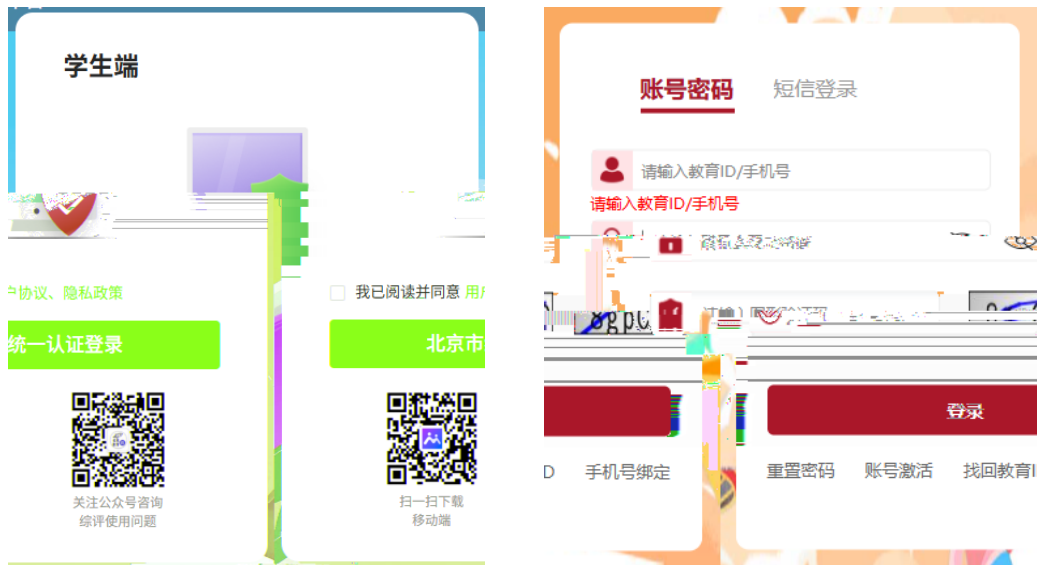 学生端
户协议、隐私政策
我已阅读并同意 用户
统一认证登录
北京市
关注公众号咨询
综评使用问题
扫一扫下载
移动端
账号密码
短信登录
请输入教育ID/手机号
请输入教育ID/手机号
8gp
登录
D
手机号绑定
重置密码
账号激活
找回教育I